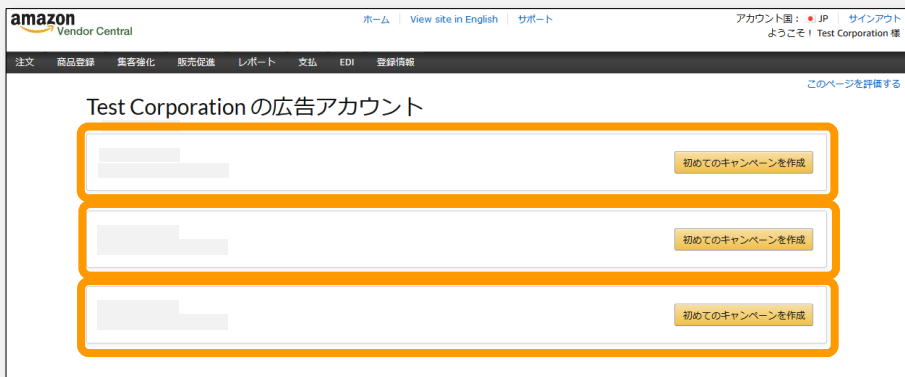 amazon
Vendor Central
ホーム View site in English サポート
アカウント国： JP サインアウト
ようこそ！ Test Corporation 様
注文 商品登録 集客強化 販売促進 レポート 支払 EDI 登録情報
このページを評価する
Test Corporation の広告アカウント
初めてのキャンペーンを作成
初めてのキャンペーンを作成
初めてのキャンペーンを作成